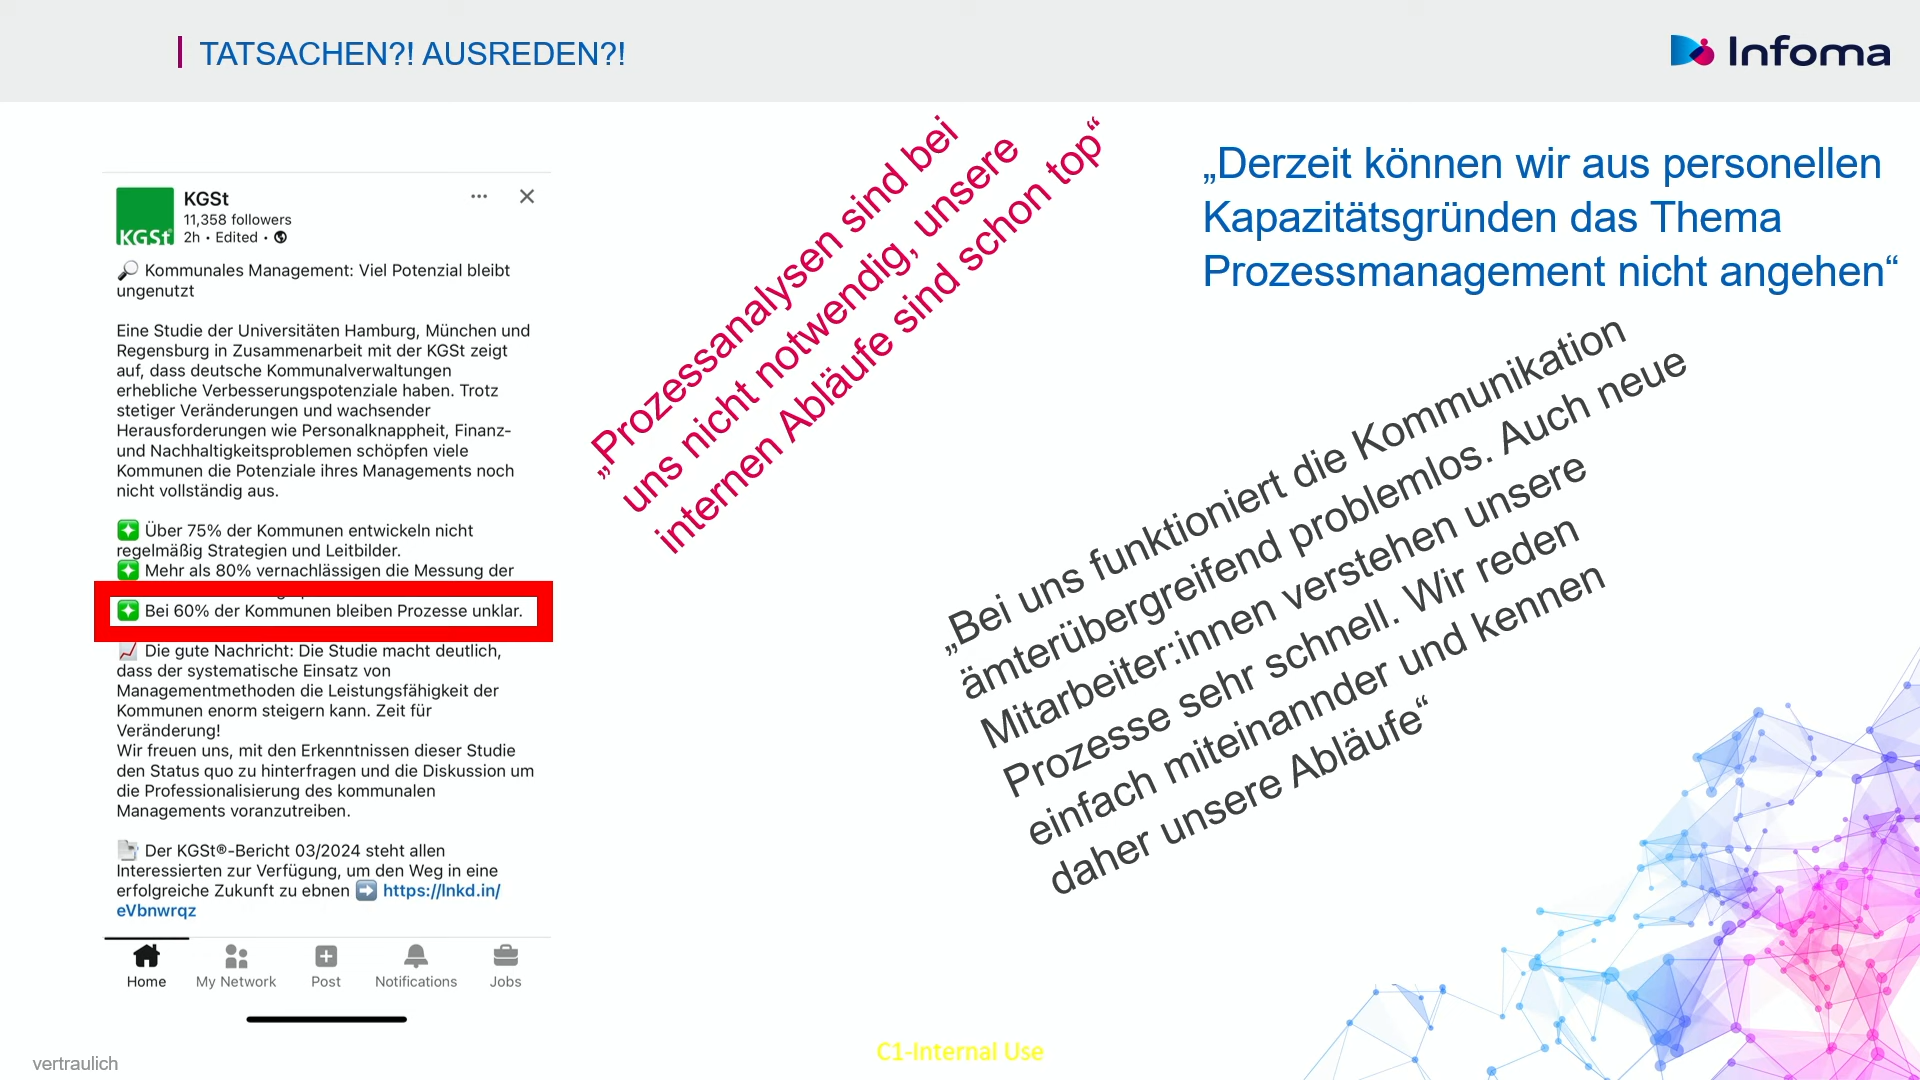 TATSACHEN?! AUSREDEN?!
Infoma
KGSt
KGSt
11,358 followers
2h • Edited •
Kommunales Management: Viel Potenzial bleibt
ungenutzt
Eine Studie der Universitäten Hamburg, München und
Regensburg in Zusammenarbeit mit der KGSt zeigt
auf, dass deutsche Kommunalverwaltungen
erhebliche Verbesserungspotenziale haben. Trotz
stetiger Veränderungen und wachsender
Herausforderungen wie Personalknappheit, Finanz-
und Nachhaltigkeitsproblemen schöpfen viele
Kommunen die Potenziale ihres Managements noch
nicht vollständig aus.
Über 75% der Kommunen entwickeln nicht
regelmäßig Strategien und Leitbilder.
Mehr als 80% vernachlässigen die Messung der
Bei 60% der Kommunen bleiben Prozesse unklar.
Die gute Nachricht: Die Studie macht deutlich,
dass der systematische Einsatz von
Managementmethoden die Leistungsfähigkeit der
Kommunen enorm steigern kann. Zeit für
Veränderung!
Wir freuen uns, mit den Erkenntnissen dieser Studie
den Status quo zu hinterfragen und die Diskussion um
die Professionalisierung des kommunalen
Managements voranzutreiben.
Der KGSt®-Bericht 03/2024 steht allen
Interessierten zur Verfügung, um den Weg in eine
erfolgreiche Zukunft zu ebnen https://lnkd.in/
eVbnwrqz
Home
My Network
Post
Notifications
Jobs
„Prozessanalysen sind bei
uns nicht notwendig, unsere
internen Abläufe sind schon top“
„Derzeit können wir aus personellen
Kapazitätsgründen das Thema
Prozessmanagement nicht angehen“
„Bei uns funktioniert die Kommunikation
ämterübergreifend problemlos. Auch neue
Mitarbeiter:innen verstehen unsere
Prozesse sehr schnell. Wir reden
einfach miteinannder und kennen
daher unsere Abläufe“
C1-Internal Use
vertraulich